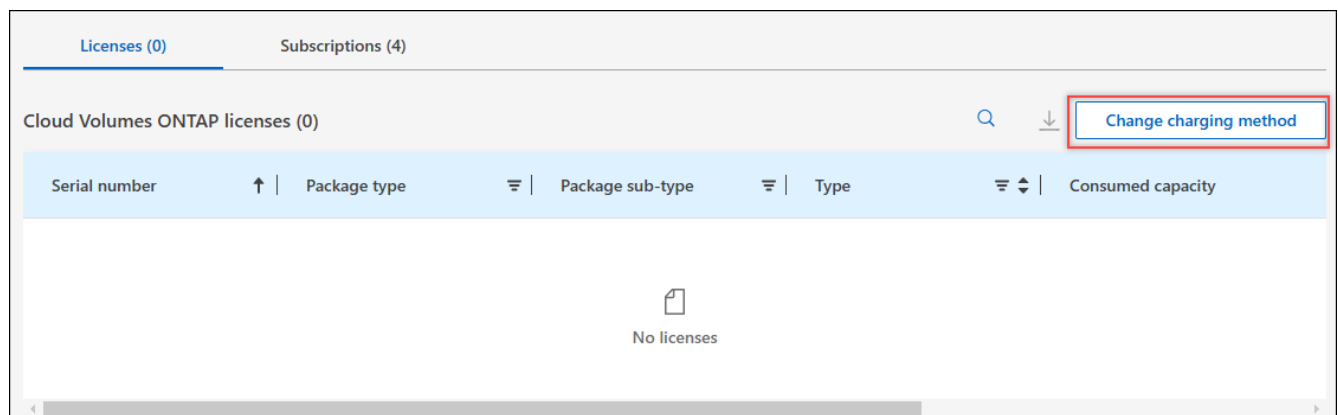 Licenses (0) Subscriptions (4)
Cloud Volumes ONTAP licenses (0) Change charging method
Serial number Package type Package sub-type Type Consumed capacity
No licenses